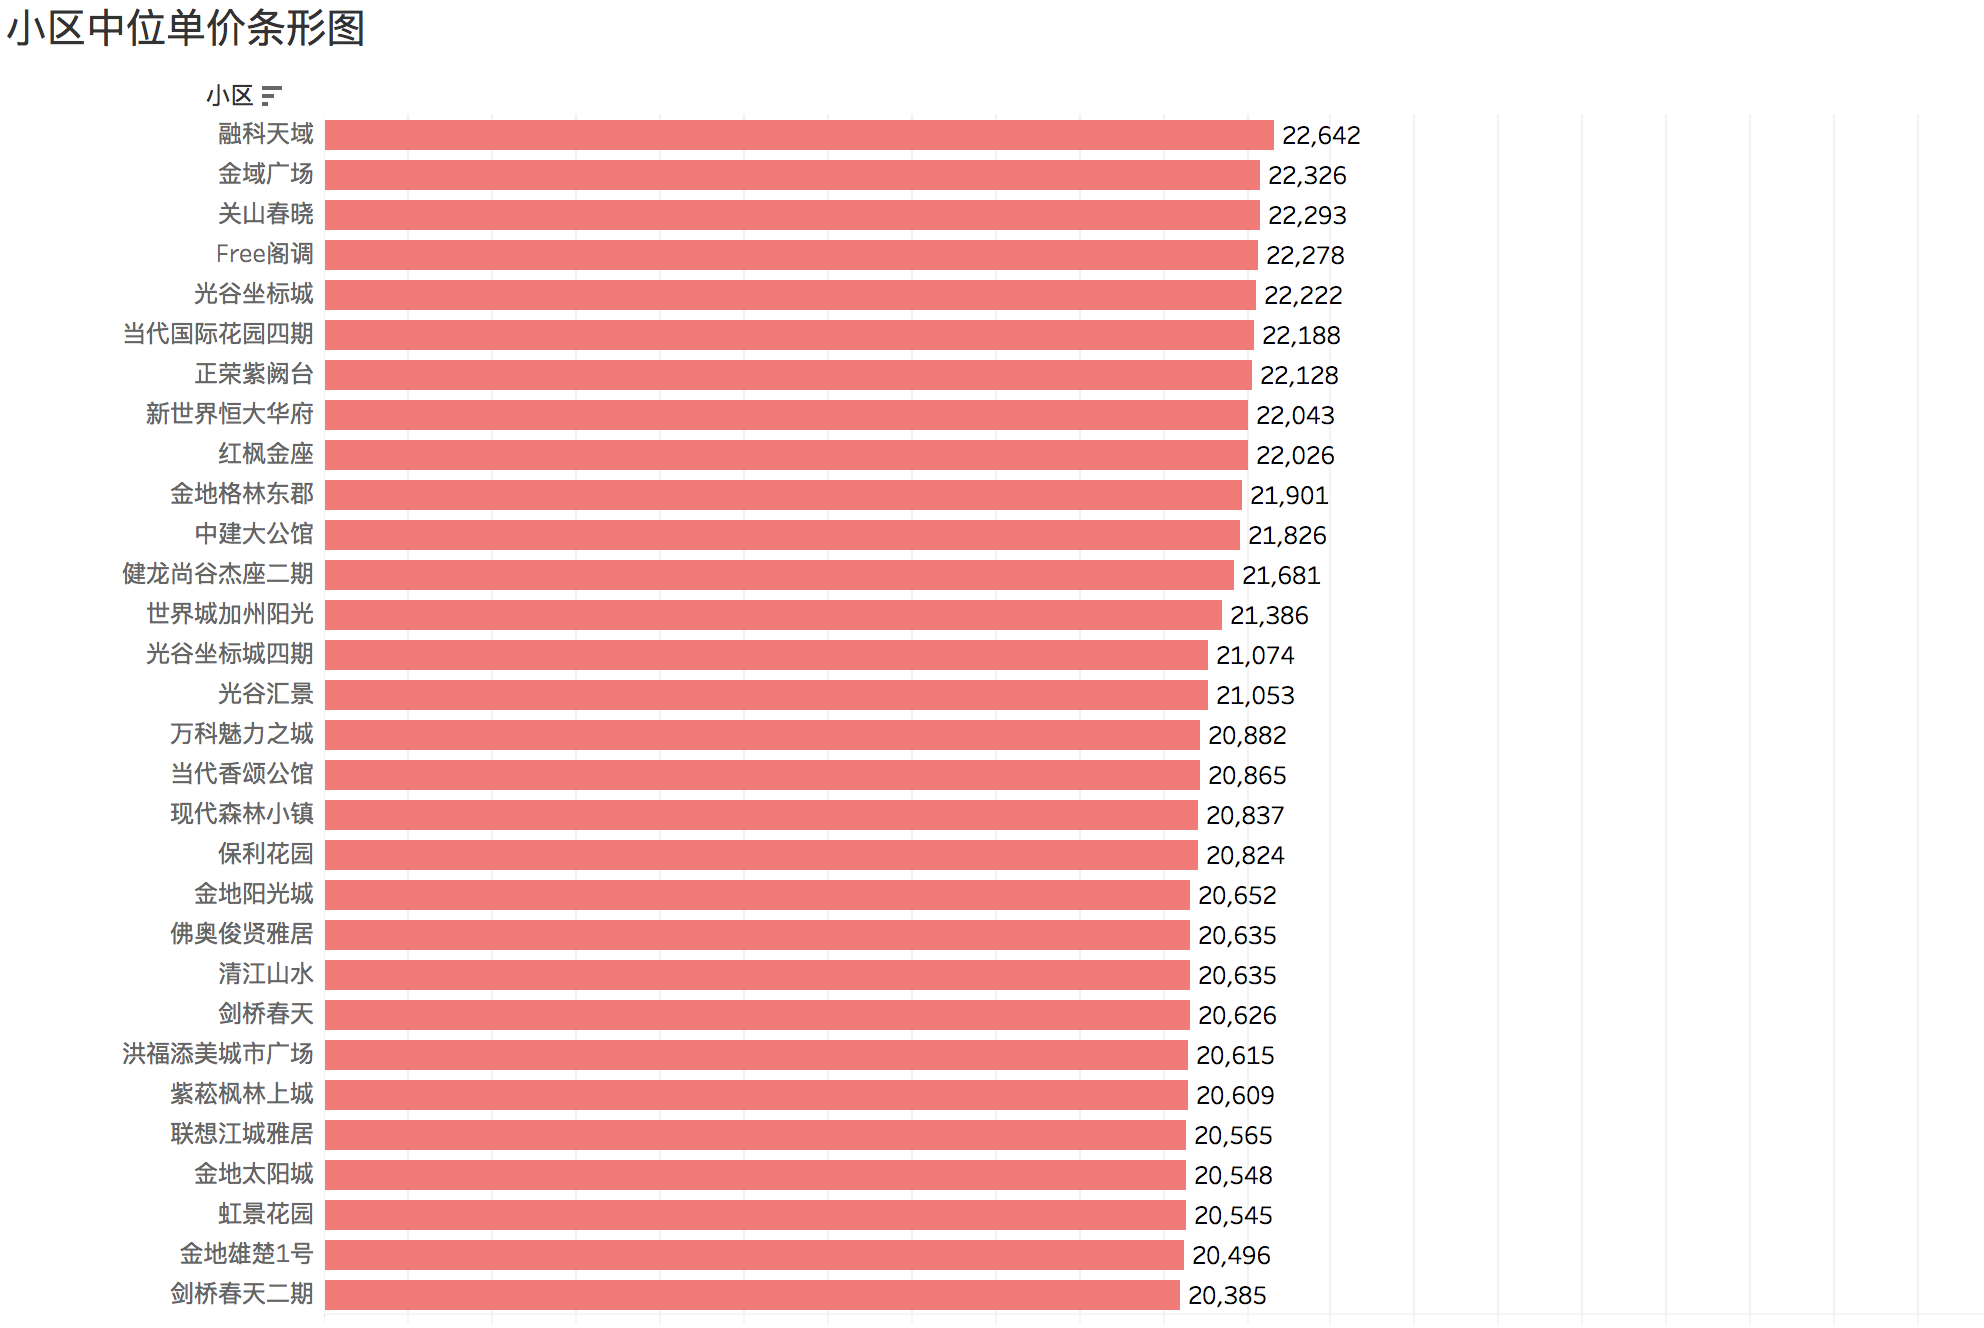 小区中位单价条形图
小区
融科天域 22,642
金域广场 22,326
关山春晓 22,293
Free阁调 22,278
光谷坐标城 22,222
当代国际花园四期 22,188
正荣紫阙台 22,128
新世界恒大华府 22,043
红枫金座 22,026
金地格林东郡 21,901
中建大公馆 21,826
健龙尚谷杰座二期 21,681
世界城加州阳光 21,386
光谷坐标城四期 21,074
光谷汇景 21,053
万科魅力之城 20,882
当代香颂公馆 20,865
现代森林小镇 20,837
保利花园 20,824
金地阳光城 20,652
佛奥俊贤雅居 20,635
清江山水 20,635
剑桥春天 20,626
洪福添美城市广场 20,615
紫菘枫林上城 20,609
联想江城雅居 20,565
金地太阳城 20,548
虹景花园 20,545
金地雄楚1号 20,496
剑桥春天二期 20,385